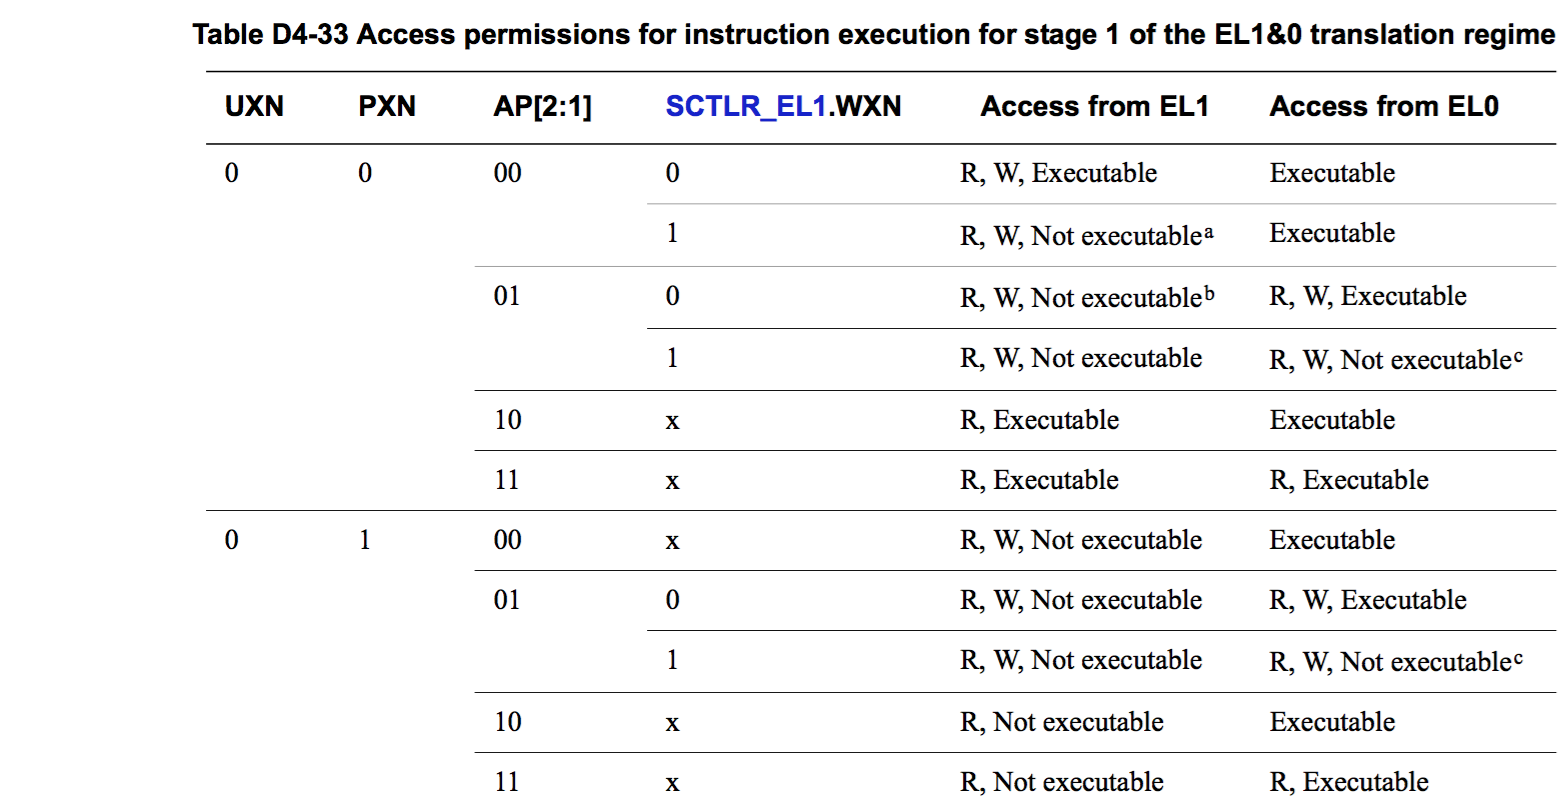 Table D4-33 Access permissions for instruction execution for stage 1 of the EL1&0 translation regime
UXN PXN AP[2:1] SCTLR_EL1.WXN Access from EL1 Access from EL0
0 0 00 0 R, W, Executable Executable
1 R, W, Not executable a Executable
01 0 R, W, Not executable b R, W, Executable
1 R, W, Not executable R, W, Not executable c
10 x R, Executable Executable
11 x R, Executable R, Executable
0 1 00 x R, W, Not executable Executable
01 0 R, W, Not executable R, W, Executable
1 R, W, Not executable R, W, Not executable c
10 x R, Not executable Executable
11 x R, Not executable R, Executable